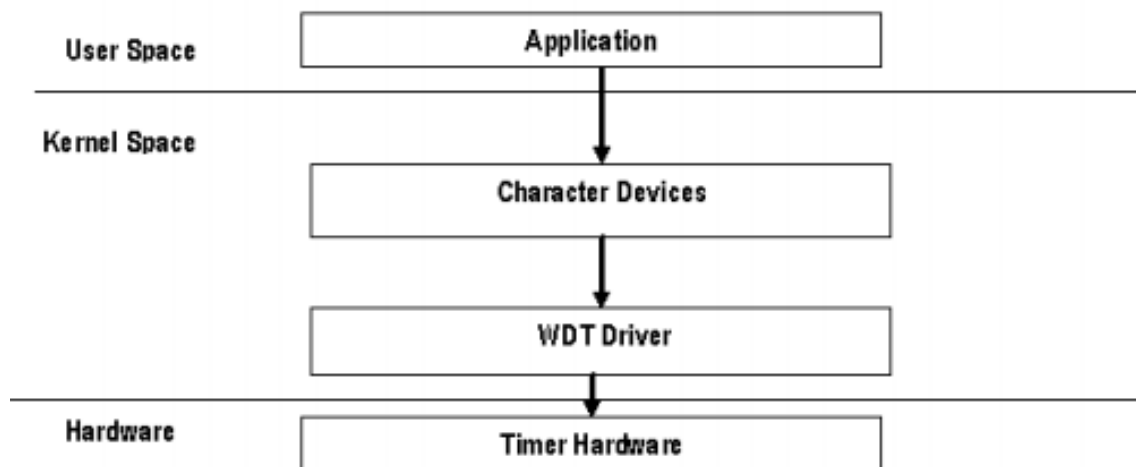 User Space
Application
Kernel Space
Character Devices
WDT Driver
Hardware
Timer Hardware